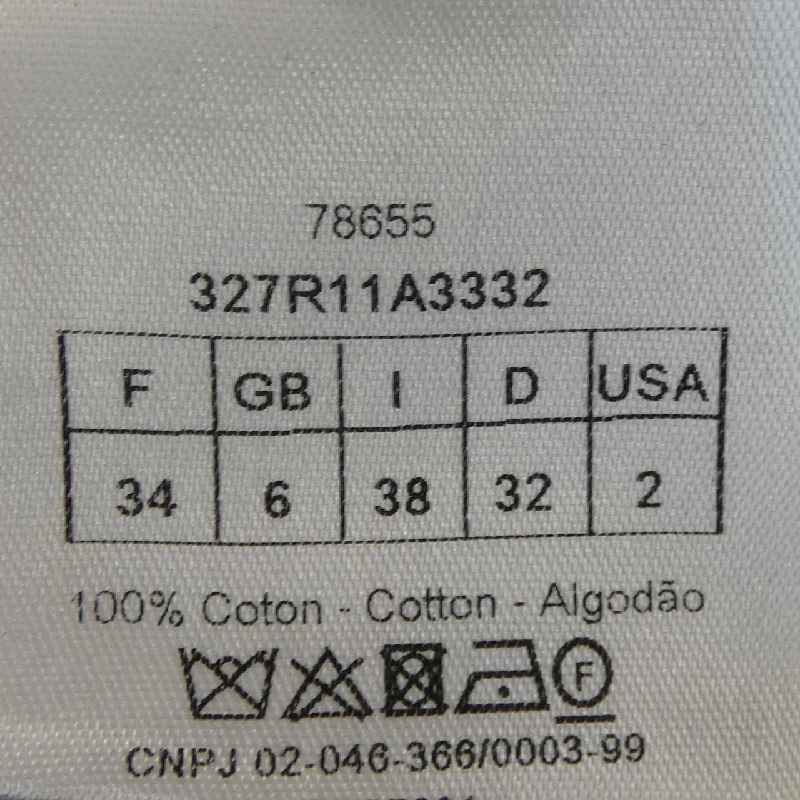 78655
327R11A3332
F GB I D USA
34 6 38 32 2
100% Coton - Cotton - Algodão
F
CNPJ 02-046-366/0003-99